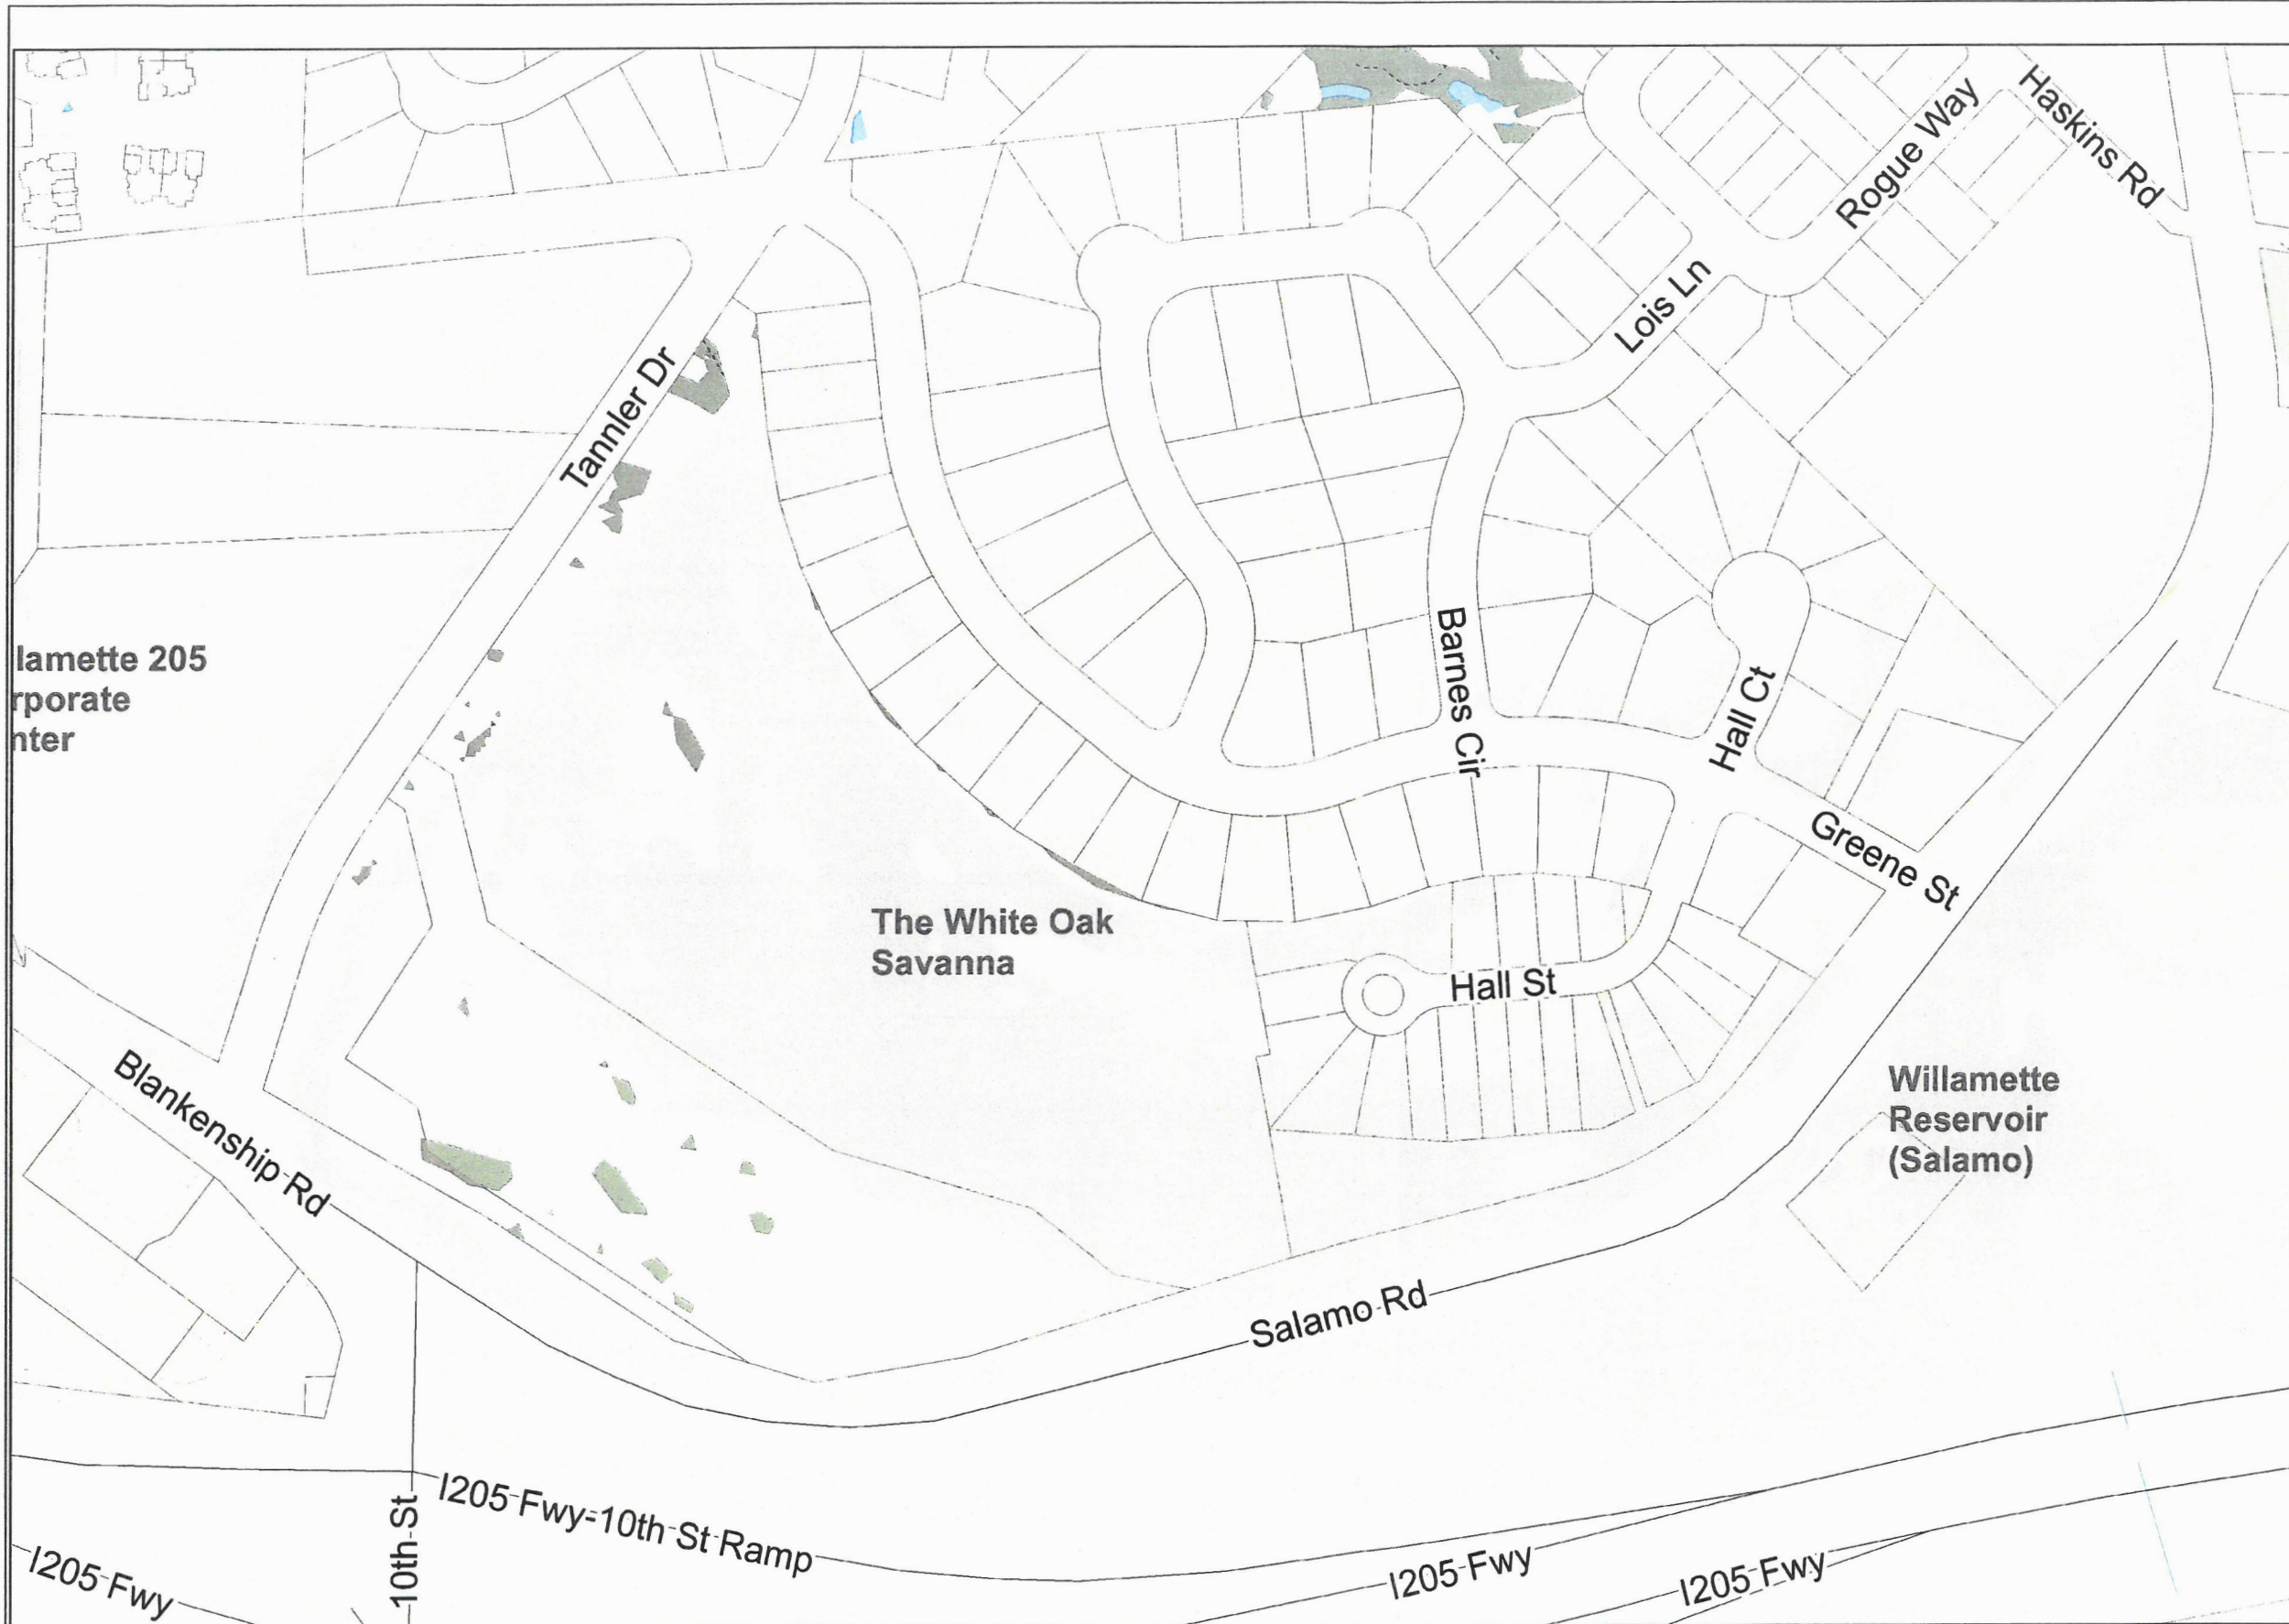 Haskins Rd
Rogue Way
Lois Ln
Tannler Dr
lamette 205
rporate
nter
Barnes Cir
Hall Ct
Greene St
The White Oak
Savanna
Hall St
Blankenship Rd
Willamette
Reservoir
(Salamo)
Salamo Rd
I205 Fwy-10th St Ramp
10th St
I205 Fwy
I205 Fwy
I205 Fwy